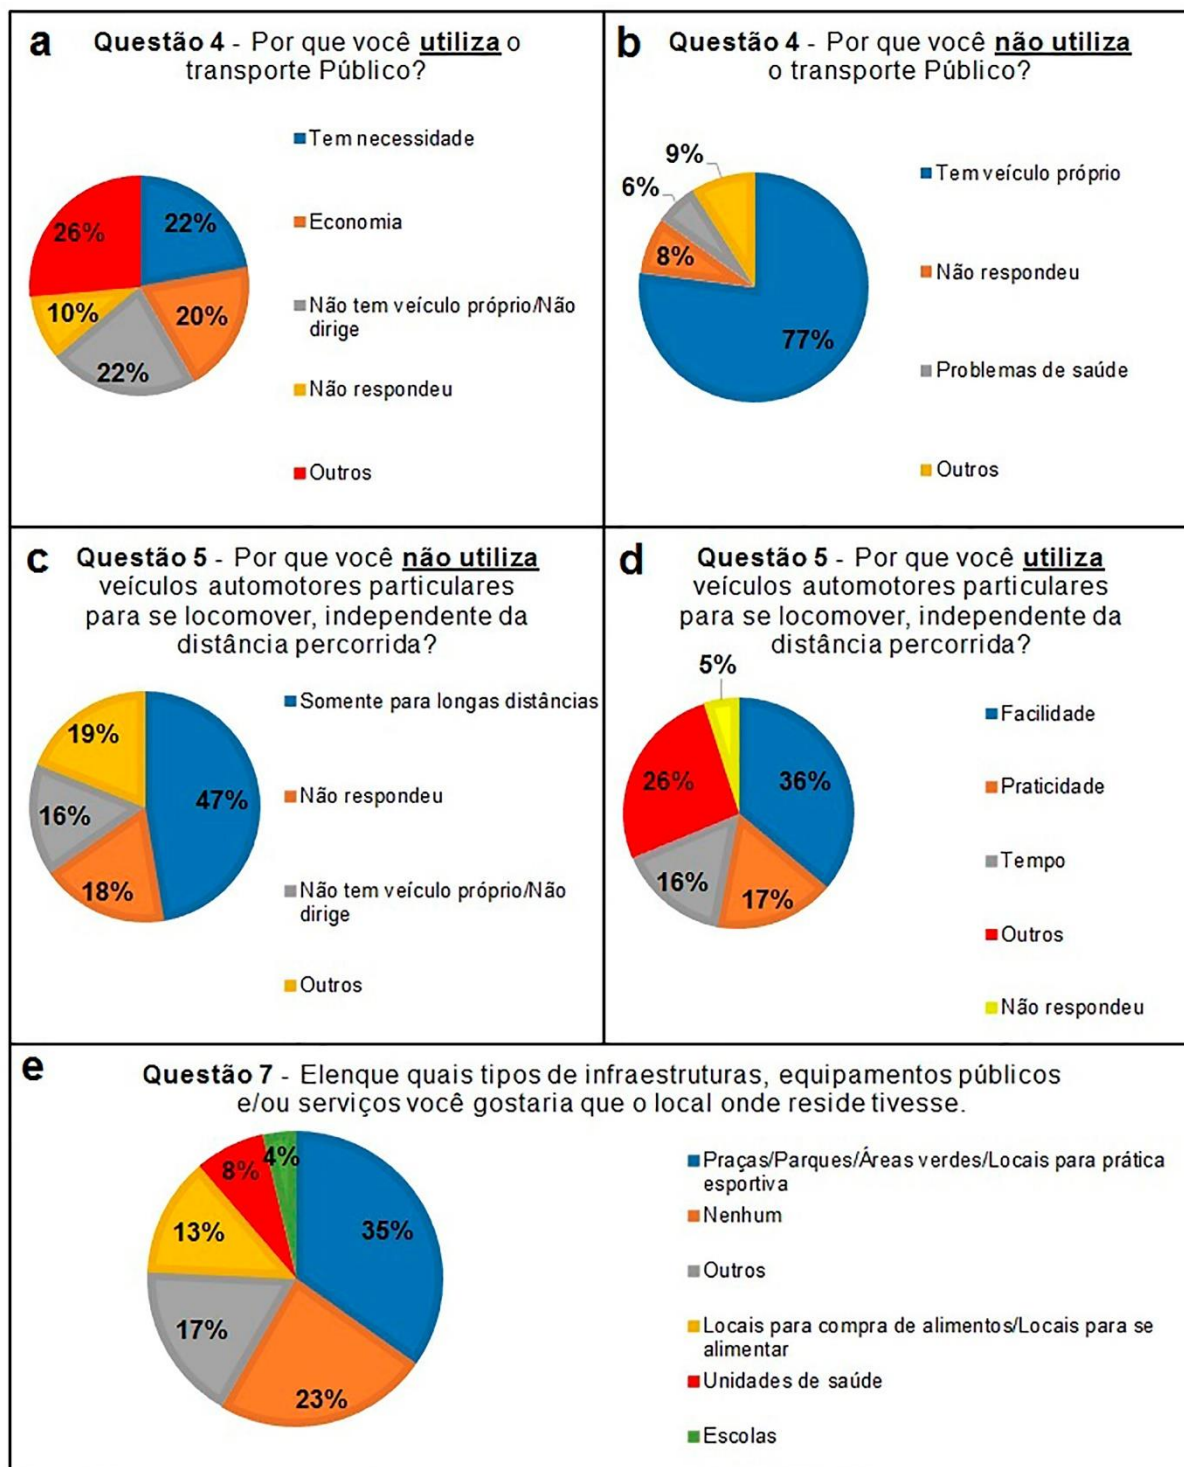 a
Questão 4 - Por que você utiliza o
transporte Público?
Tem necessidade
Economia
Não tem veículo próprio/Não
dirige
Não respondeu
Outros
22%
20%
22%
10%
26%
b
Questão 4 - Por que você não utiliza
o transporte Público?
9%
6%
8%
77%
Tem veículo próprio
Não respondeu
Problemas de saúde
Outros
c
Questão 5 - Por que você não utiliza
veículos automotores particulares
para se locomover, independente da
distância percorrida?
19%
47%
16%
18%
Somente para longas distâncias
Não respondeu
Não tem veículo próprio/Não
dirige
Outros
d
Questão 5 - Por que você utiliza
veículos automotores particulares
para se locomover, independente da
distância percorrida?
5%
36%
26%
16%
17%
Facilidade
Praticidade
Tempo
Outros
Não respondeu
e
Questão 7 - Elenque quais tipos de infraestruturas, equipamentos públicos
e/ou serviços você gostaria que o local onde reside tivesse.
4%
8%
35%
13%
17%
23%
Praças/Parques/Áreas verdes/Locais para prática
esportiva
Nenhum
Outros
Locais para compra de alimentos/Locais para se
alimentar
Unidades de saúde
Escolas